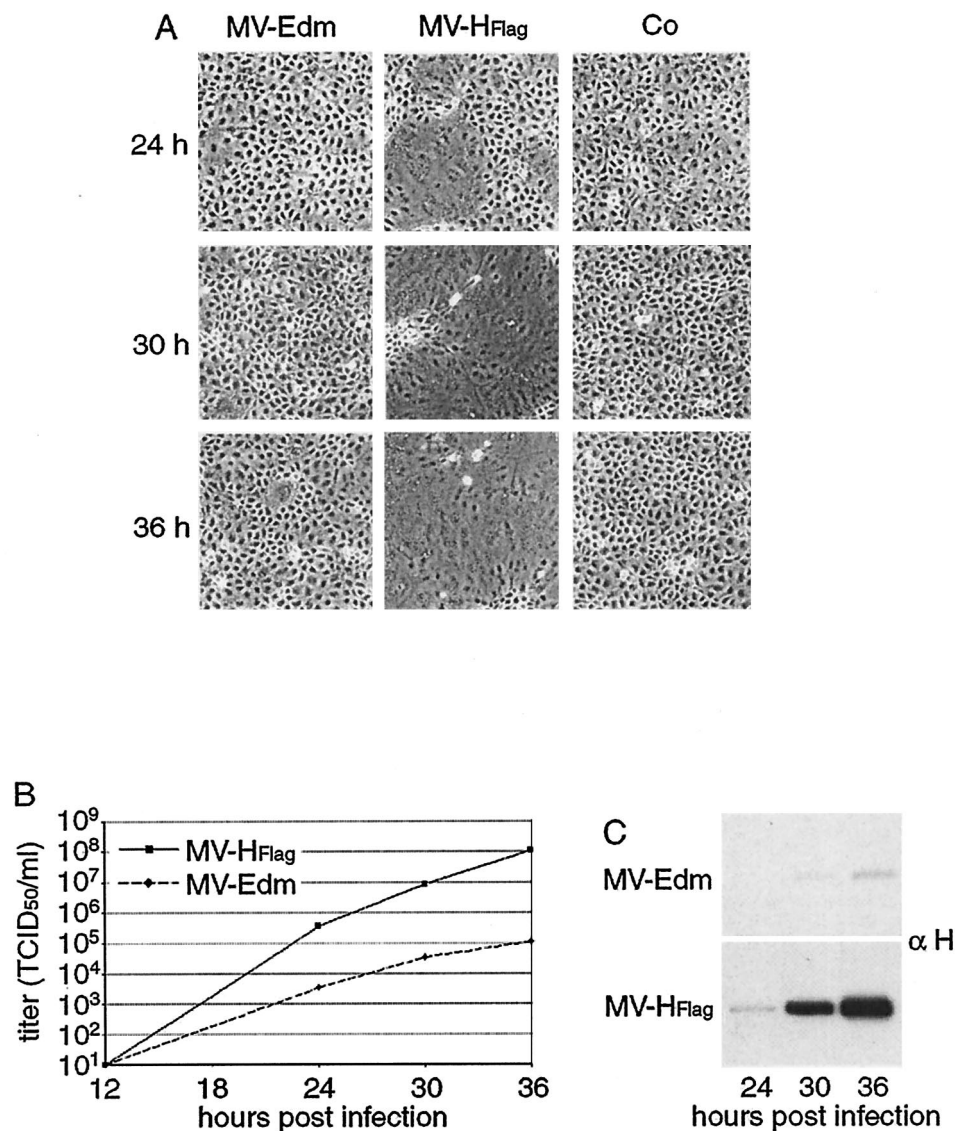 A
MV-Edm MV-HFlag Co
24 h
30 h
36 h
B
10⁹
10⁸
10⁷
10⁶
10⁵
10⁴
10³
10²
10¹
titer (TCID₅₀/ml)
MV-HFlag
MV-Edm
12 18 24 30 36
hours post infection
C
MV-Edm
MV-HFlag
α H
24 30 36
hours post infection